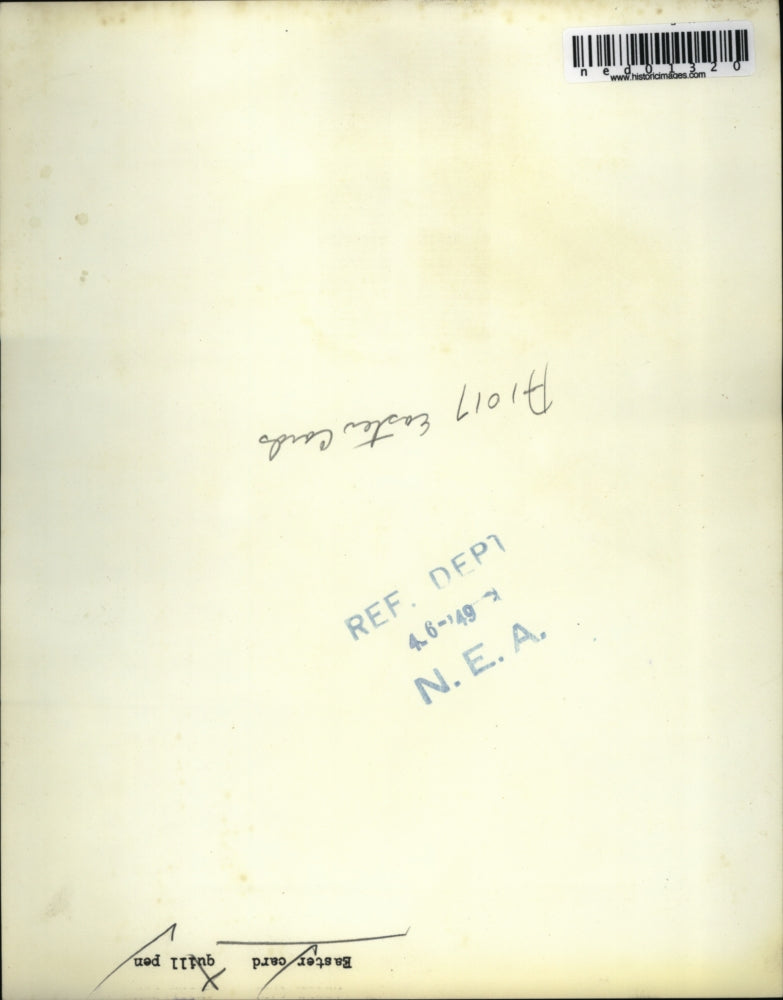 ned01320
www.historicimages.com
A1017 Easter Cards
REF. DEPT
4-6-'49
N. E. A.
Easter card quill pen